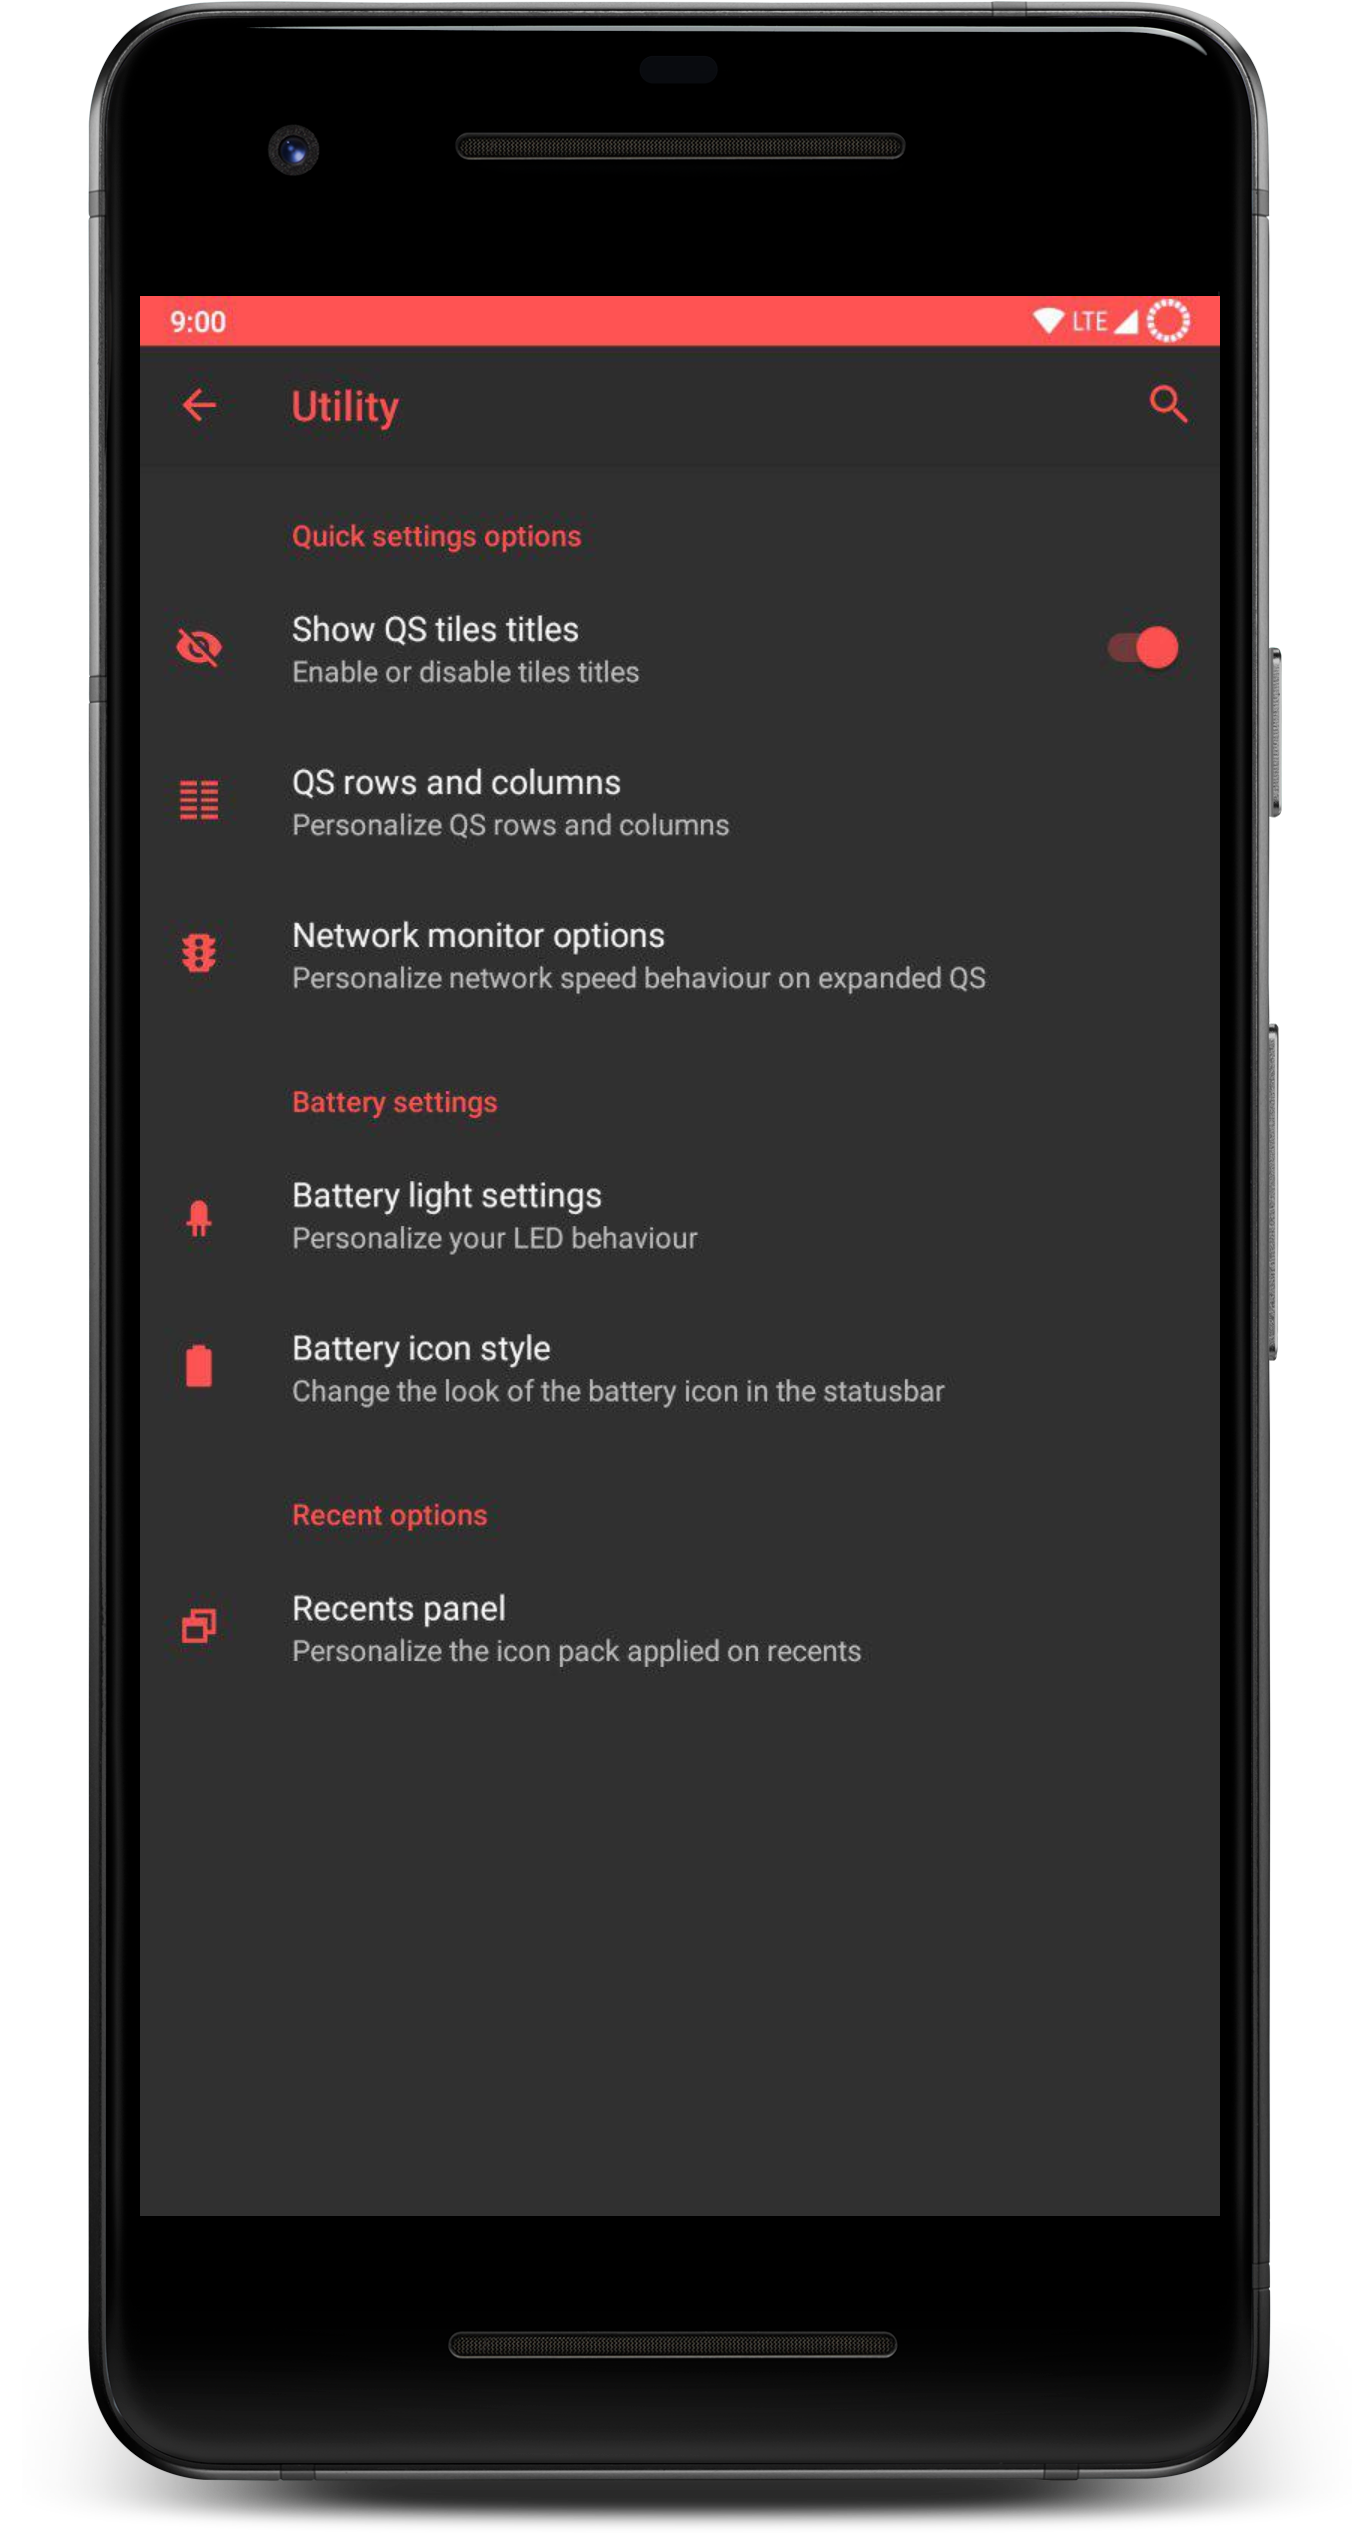 9:00 LTE
Utility
Quick settings options
Show QS tiles titles
Enable or disable tiles titles
QS rows and columns
Personalize QS rows and columns
Network monitor options
Personalize network speed behaviour on expanded QS
Battery settings
Battery light settings
Personalize your LED behaviour
Battery icon style
Change the look of the battery icon in the statusbar
Recent options
Recents panel
Personalize the icon pack applied on recents